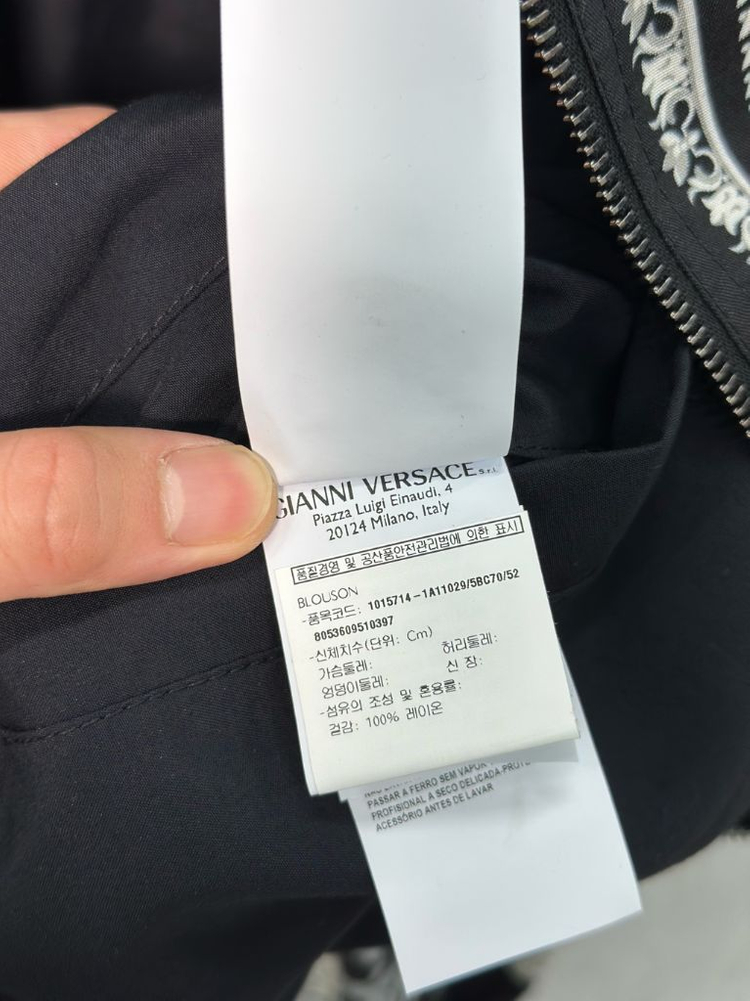 GIANNI VERSACE S.r.l.
Piazza Luigi Einaudi, 4
20124 Milano, Italy
품질경영 및 공산품안전관리법에 의한 표시
BLOUSON
-품목코드: 1015714-1A11029/5BC70/52
8053609510397
-신체치수(단위: Cm)
가슴둘레: 허리둘레:
엉덩이둘레: 신 장:
-섬유의 조성 및 혼용률:
겉감: 100% 레이온
PASSAR A FERRO SEM VAPOR
PROFISIONAL A SECO DELICADA-PROTE
ACESSÓRIO ANTES DE LAVAR